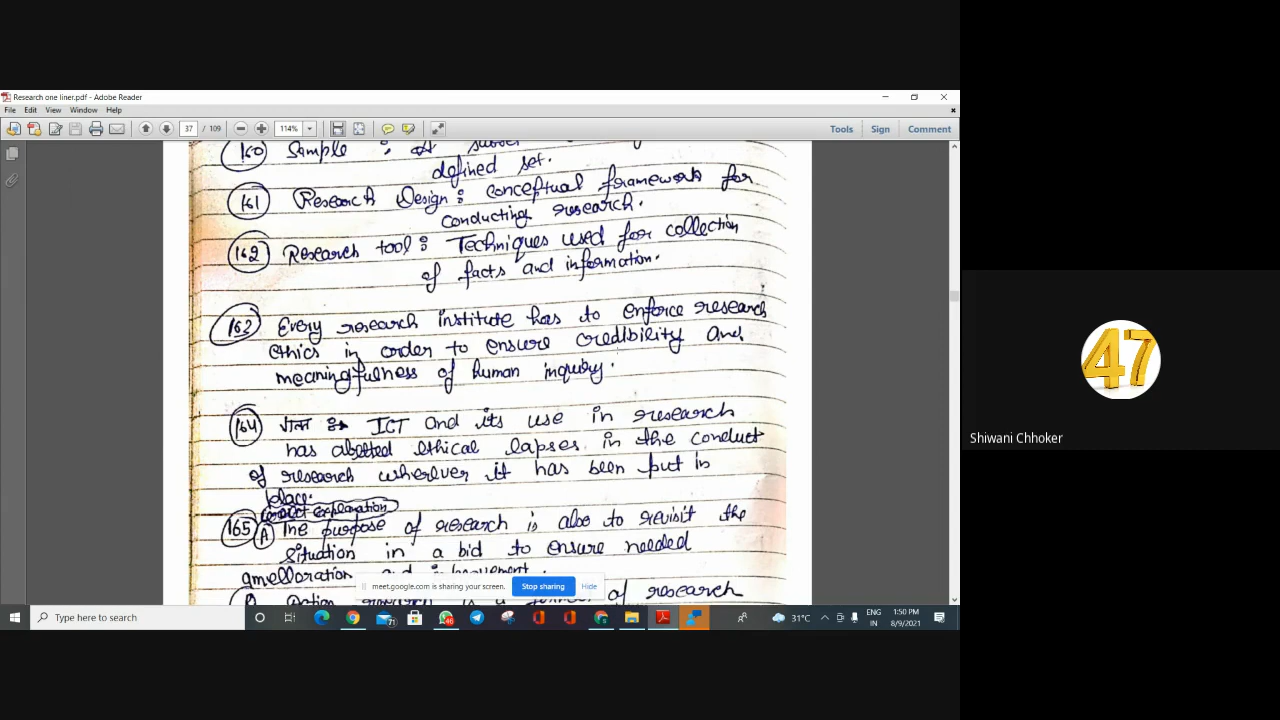 Research one liner.pdf - Adobe Reader
File Edit View Window Help
37 / 109 114% Tools Sign Comment
160 Sample :
defined set.
161 Research Design : conceptual framework for
conducting research.
162 Research tool : Techniques used for collection
of facts and information.
163 Every research institute has to enforce research
ethics in order to ensure credibility and
meaningfulness of human inquiry.
164 ICT and its use in research
has abetted ethical lapses in the conduct
of research wherever it has been put in
place.
Correct explanation
165 A The purpose of research is also to revisit the
situation in a bid to ensure needed
amelloration and
of research
meet.google.com is sharing your screen. Stop sharing Hide
47
Shiwani Chhoker
Type here to search
71
31°C
ENG
IN
1:50 PM
8/9/2021